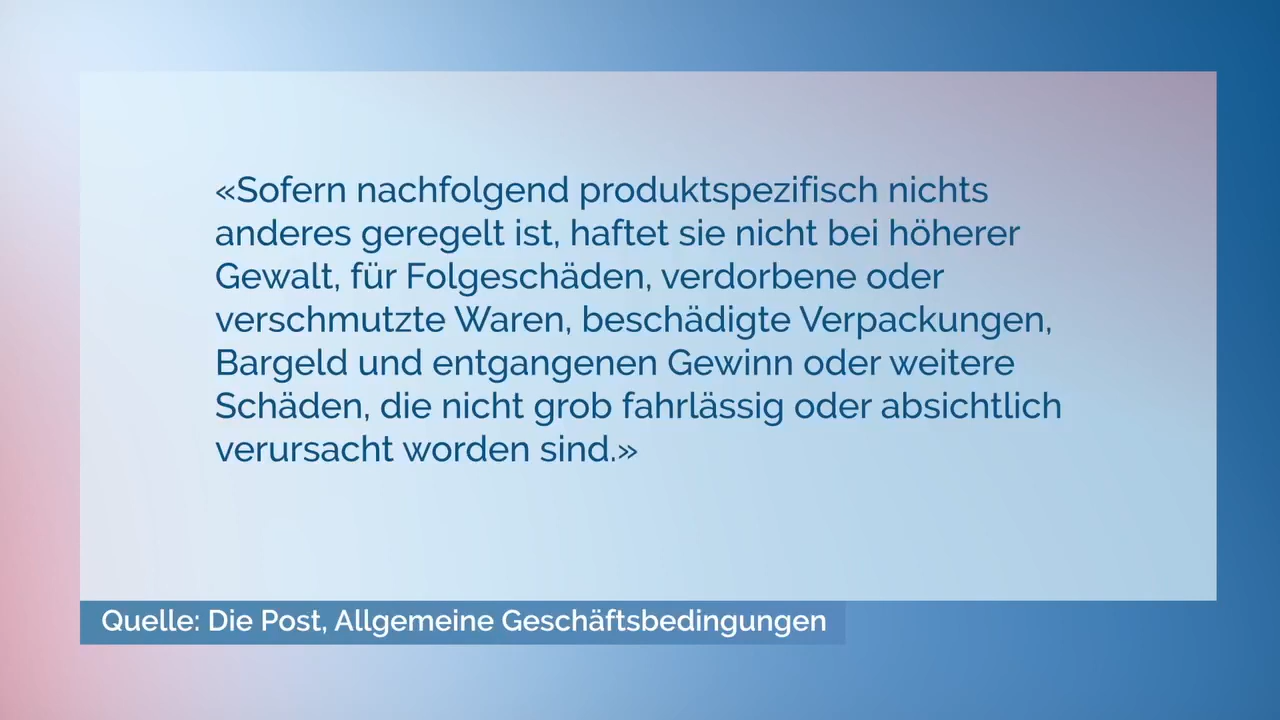 «Sofern nachfolgend produktspezifisch nichts
anderes geregelt ist, haftet sie nicht bei höherer
Gewalt, für Folgeschäden, verdorbene oder
verschmutzte Waren, beschädigte Verpackungen,
Bargeld und entgangenen Gewinn oder weitere
Schäden, die nicht grob fahrlässig oder absichtlich
verursacht worden sind.»
Quelle: Die Post, Allgemeine Geschäftsbedingungen